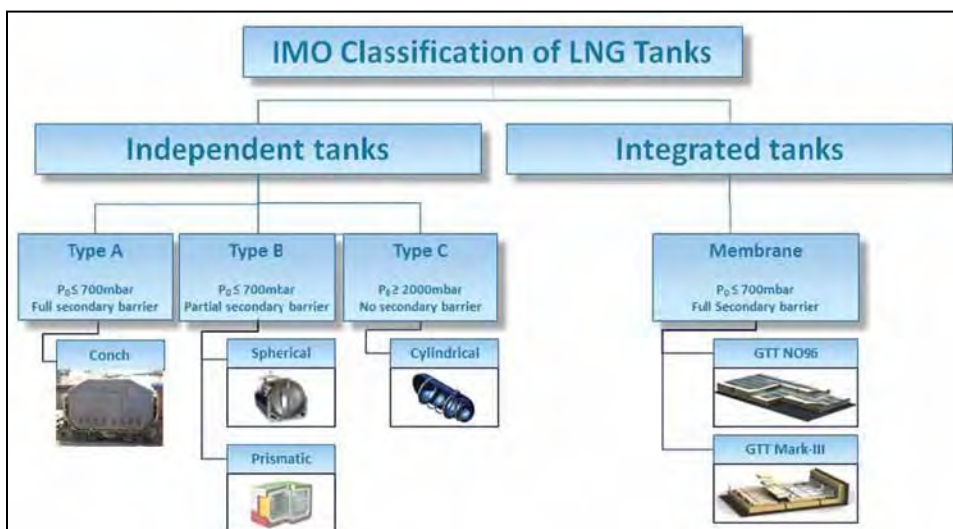 IMO Classification of LNG Tanks
Independent tanks
Integrated tanks
Type A
P₀ ≤ 700mbar
Full secondary barrier
Type B
P₀ ≤ 700mbar
Partial secondary barrier
Type C
P₀ ≥ 2000mbar
No secondary barrier
Membrane
P₀ ≤ 700mbar
Full Secondary barrier
Conch
Spherical
Prismatic
Cylindrical
GTT NO96
GTT Mark-III